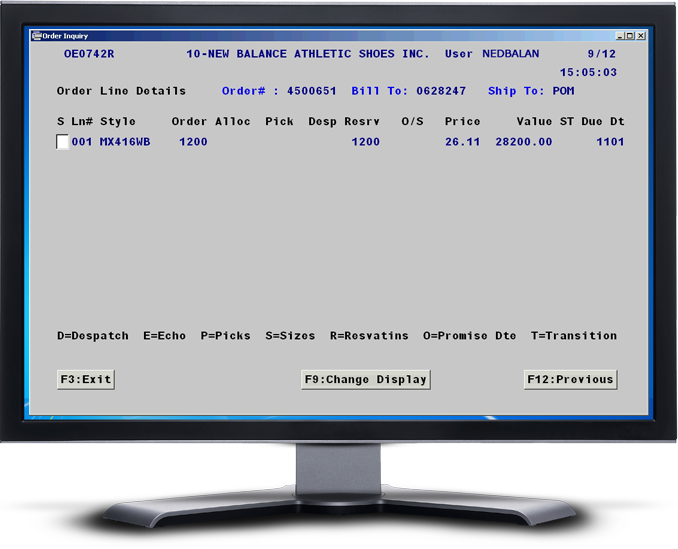 Order Inquiry
OE0742R 10-NEW BALANCE ATHLETIC SHOES INC. User NEDBALAN 9/12
15:05:03
Order Line Details Order# : 4500651 Bill To: 0628247 Ship To: POM
S Ln# Style Order Alloc Pick Desp Resrv O/S Price Value ST Due Dt
001 MX416WB 1200 1200 26.11 28200.00 1101
D=Despatch E=Echo P=Picks S=Sizes R=Resvatins O=Promise Dte T=Transition
F3:Exit F9:Change Display F12:Previous